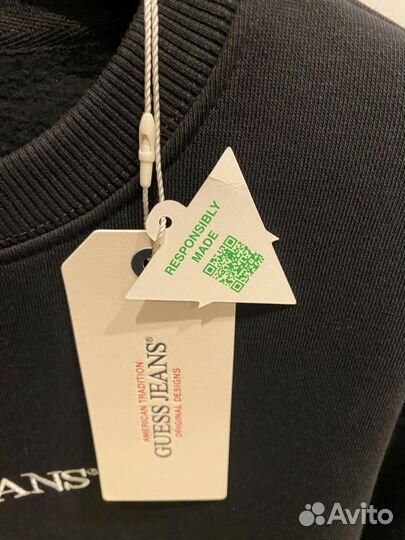 RESPONSIBLY
MADE
AMERICAN TRADITION
GUESS JEANS®
ORIGINAL DESIGNS
ANS®
Avito